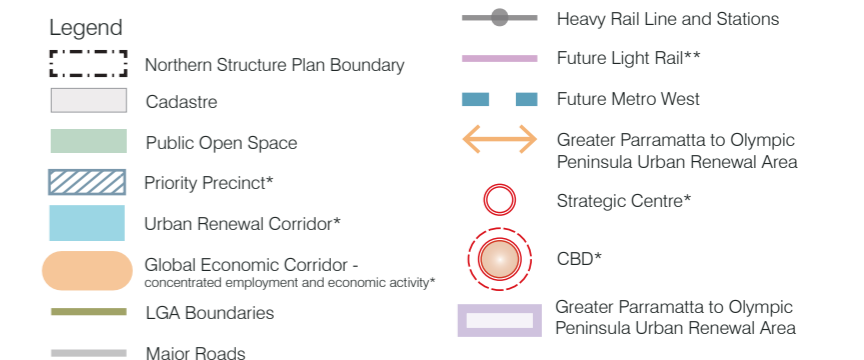 Legend
Northern Structure Plan Boundary
Cadastre
Public Open Space
Priority Precinct*
Urban Renewal Corridor*
Global Economic Corridor -
concentrated employment and economic activity*
LGA Boundaries
Major Roads
Heavy Rail Line and Stations
Future Light Rail**
Future Metro West
Greater Parramatta to Olympic
Peninsula Urban Renewal Area
Strategic Centre*
CBD*
Greater Parramatta to Olympic
Peninsula Urban Renewal Area